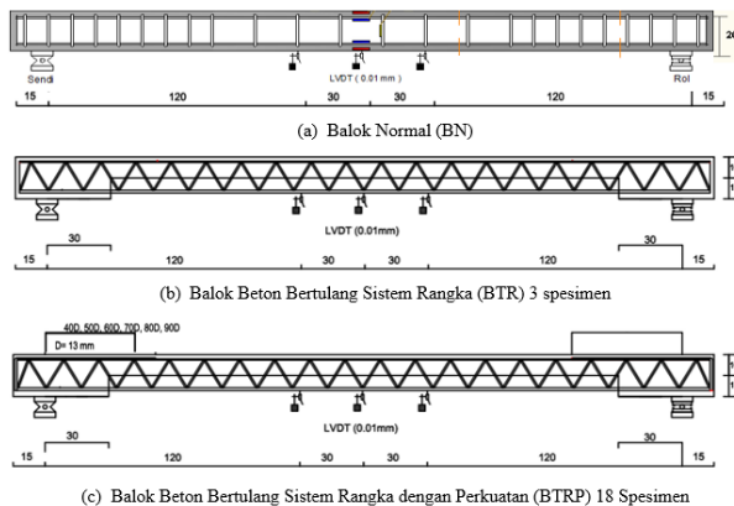 20
Sendi LVDT ( 0.01 mm ) Rol
15 120 30 30 120 15
(a) Balok Normal (BN)
LVDT (0.01mm)
30 30
15 120 30 30 120 15
(b) Balok Beton Bertulang Sistem Rangka (BTR) 3 spesimen
40D, 50D, 60D, 70D, 80D, 90D
D= 13 mm
LVDT (0.01mm)
30 30
15 120 30 30 120 15
(c) Balok Beton Bertulang Sistem Rangka dengan Perkuatan (BTRP) 18 Spesimen